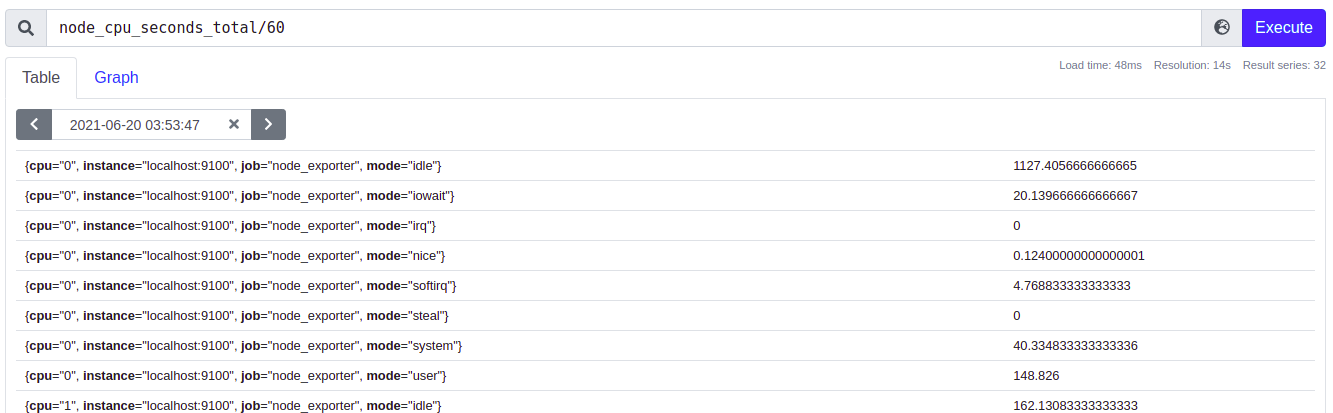 node_cpu_seconds_total/60 Execute
Table Graph Load time: 48ms Resolution: 14s Result series: 32
2021-06-20 03:53:47
{cpu="0", instance="localhost:9100", job="node_exporter", mode="idle"} 1127.4056666666665
{cpu="0", instance="localhost:9100", job="node_exporter", mode="iowait"} 20.139666666666667
{cpu="0", instance="localhost:9100", job="node_exporter", mode="irq"} 0
{cpu="0", instance="localhost:9100", job="node_exporter", mode="nice"} 0.12400000000000001
{cpu="0", instance="localhost:9100", job="node_exporter", mode="softirq"} 4.768833333333333
{cpu="0", instance="localhost:9100", job="node_exporter", mode="steal"} 0
{cpu="0", instance="localhost:9100", job="node_exporter", mode="system"} 40.334833333333336
{cpu="0", instance="localhost:9100", job="node_exporter", mode="user"} 148.826
{cpu="1", instance="localhost:9100", job="node_exporter", mode="idle"} 162.13083333333333